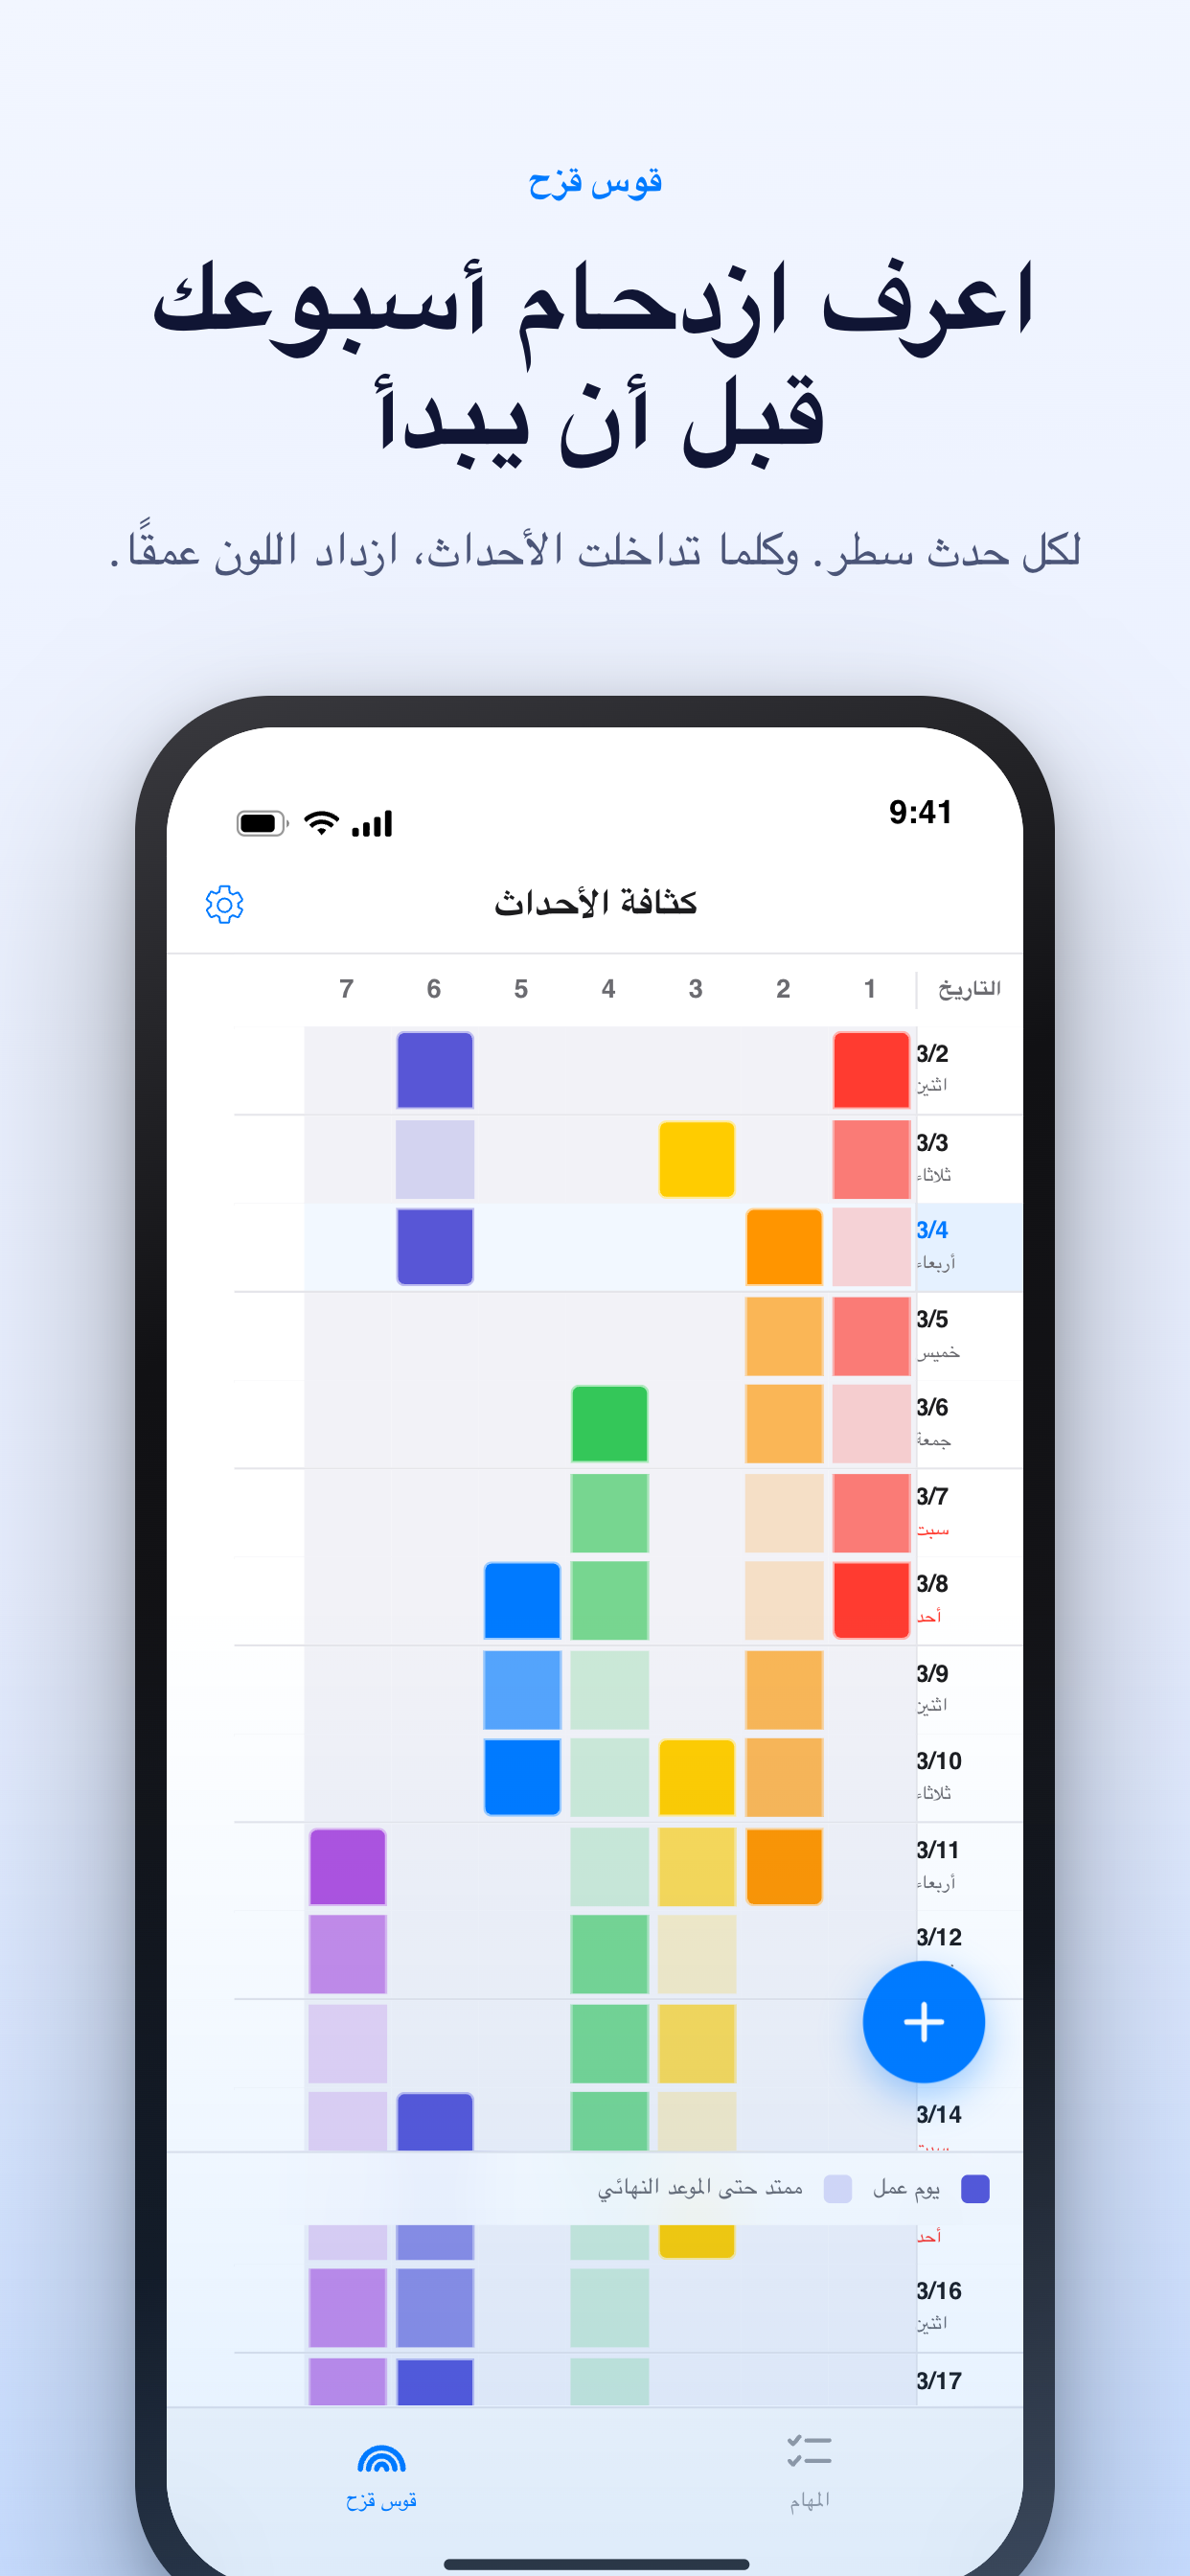 قوس قزح
اعرف ازدحام أسبوعك
قبل أن يبدأ
لكل حدث سطر. وكلما تداخلت الأحداث، ازداد اللون عمقًا.
9:41
كثافة الأحداث
التاريخ 1 2 3 4 5 6 7
3/2
اثنين
3/3
ثلاثاء
3/4
أربعاء
3/5
خميس
3/6
جمعة
3/7
سبت
3/8
أحد
3/9
اثنين
3/10
ثلاثاء
3/11
أربعاء
3/12
3/14
يوم عمل ممتد حتى الموعد النهائي
أحد
3/16
اثنين
3/17
المهام قوس قزح